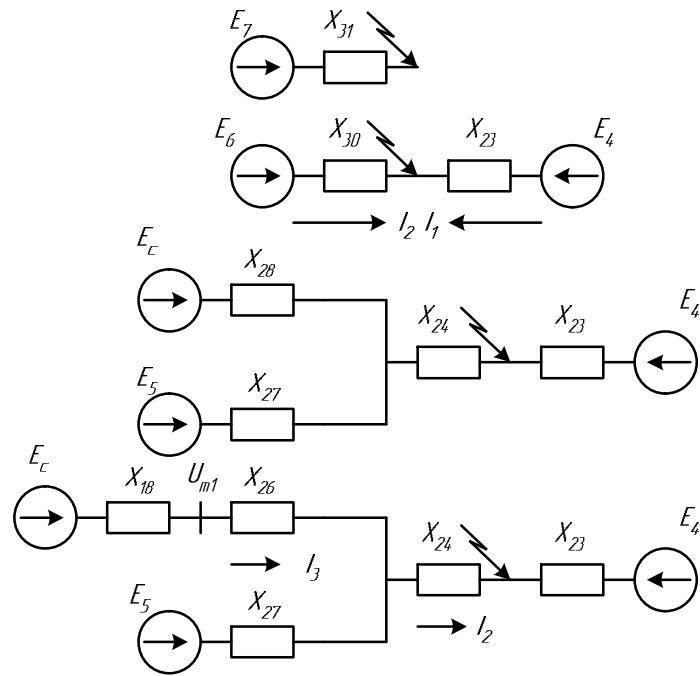 E7 X31
E6 X30 X23 E4
I2 I1
Ec X28
X24 X23 E4
E5 X27
Ec X18 Um1 X26
X24 X23 E4
I3
E5 X27
I2